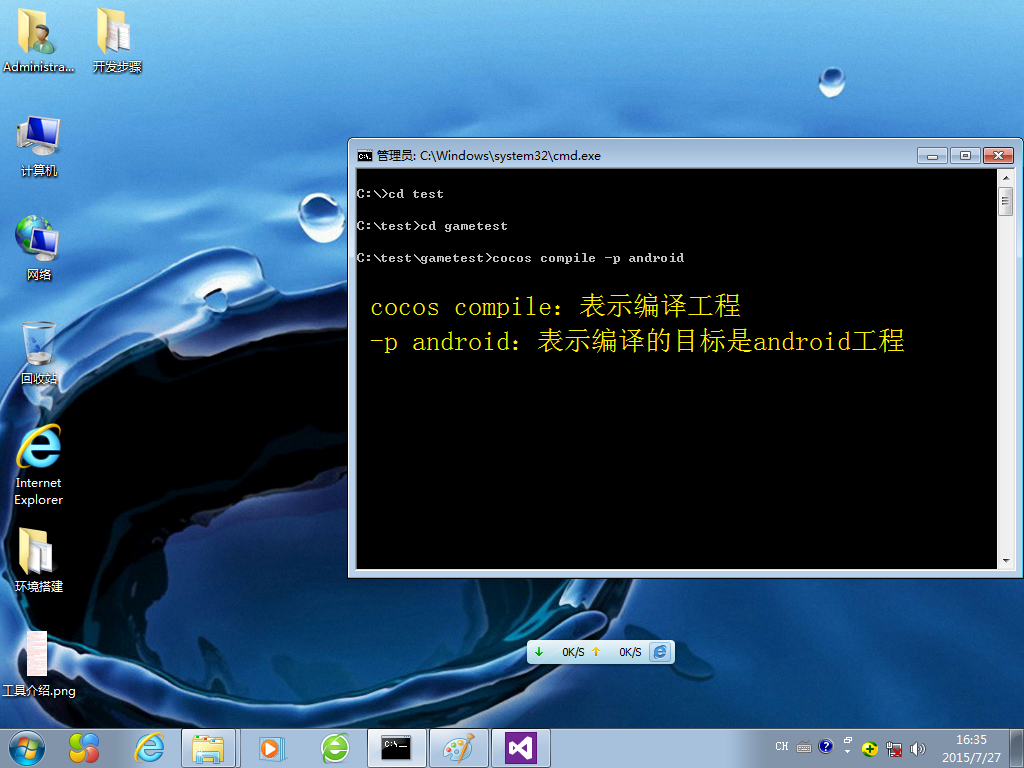 Administra...
开发步骤
计算机
网络
回收站
Internet
Explorer
环境搭建
工具介绍.png
管理员: C:\Windows\system32\cmd.exe
C:\>cd test
C:\test>cd gametest
C:\test\gametest>cocos compile -p android
cocos compile：表示编译工程
-p android：表示编译的目标是android工程
0K/S
0K/S
CH
16:35
2015/7/27